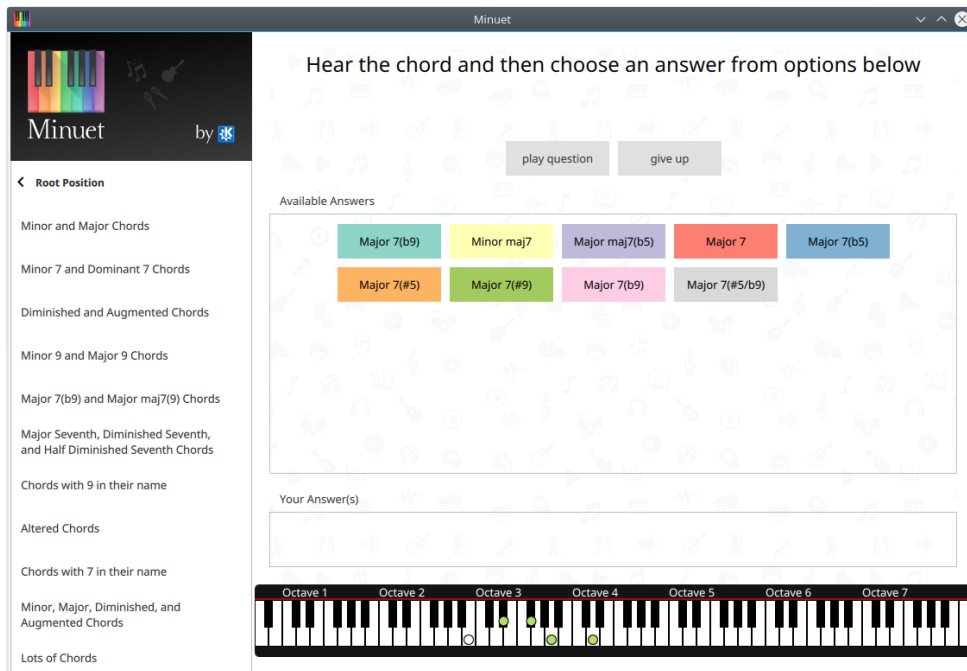 Minuet
Minuet
by
Root Position
Minor and Major Chords
Minor 7 and Dominant 7 Chords
Diminished and Augmented Chords
Minor 9 and Major 9 Chords
Major 7(b9) and Major maj7(9) Chords
Major Seventh, Diminished Seventh,
and Half Diminished Seventh Chords
Chords with 9 in their name
Altered Chords
Chords with 7 in their name
Minor, Major, Diminished, and
Augmented Chords
Lots of Chords
Hear the chord and then choose an answer from options below
play question give up
Available Answers
Major 7(b9) Minor maj7 Major maj7(b5) Major 7 Major 7(b5)
Major 7(#5) Major 7(#9) Major 7(b9) Major 7(#5/b9)
Your Answer(s)
Octave 1 Octave 2 Octave 3 Octave 4 Octave 5 Octave 6 Octave 7